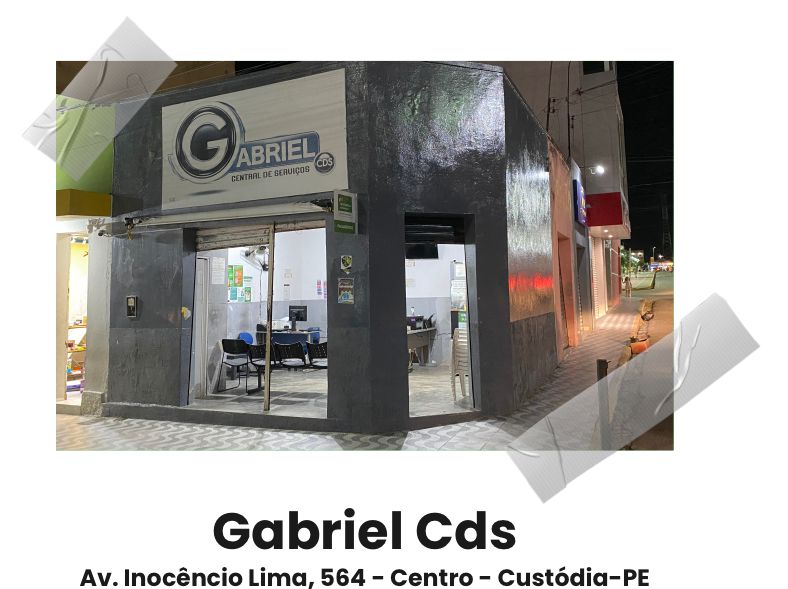 GABRIEL
CDS
CENTRAL DE SERVIÇOS
Gabriel Cds
Av. Inocêncio Lima, 564 - Centro - Custódia-PE